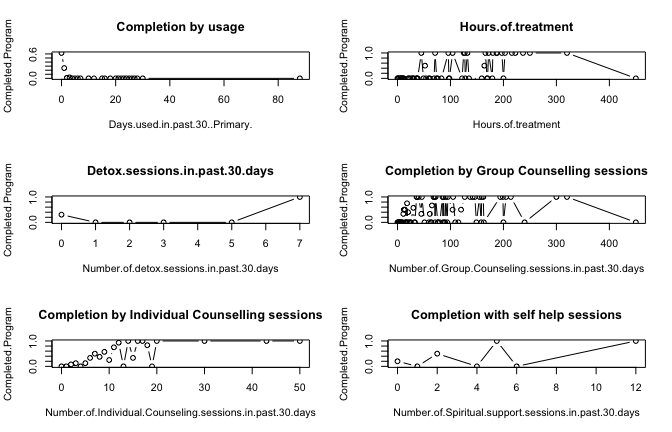 Completion by usage
Completed.Program
0.0 0.6
0 20 40 60 80
Days.used.in.past.30..Primary.
Hours.of.treatment
Completed.Program
0.0 1.0
0 100 200 300 400
Hours.of.treatment
Detox.sessions.in.past.30.days
Completed.Program
0.0 1.0
0 1 2 3 4 5 6 7
Number.of.detox.sessions.in.past.30.days
Completion by Group Counselling sessions
Completed.Program
0.0 1.0
0 100 200 300 400
Number.of.Group.Counseling.sessions.in.past.30.days
Completion by Individual Counselling sessions
Completed.Program
0.0 1.0
0 10 20 30 40 50
Number.of.Individual.Counseling.sessions.in.past.30.days
Completion with self help sessions
Completed.Program
0.0 1.0
0 2 4 6 8 10 12
Number.of.Spiritual.support.sessions.in.past.30.days